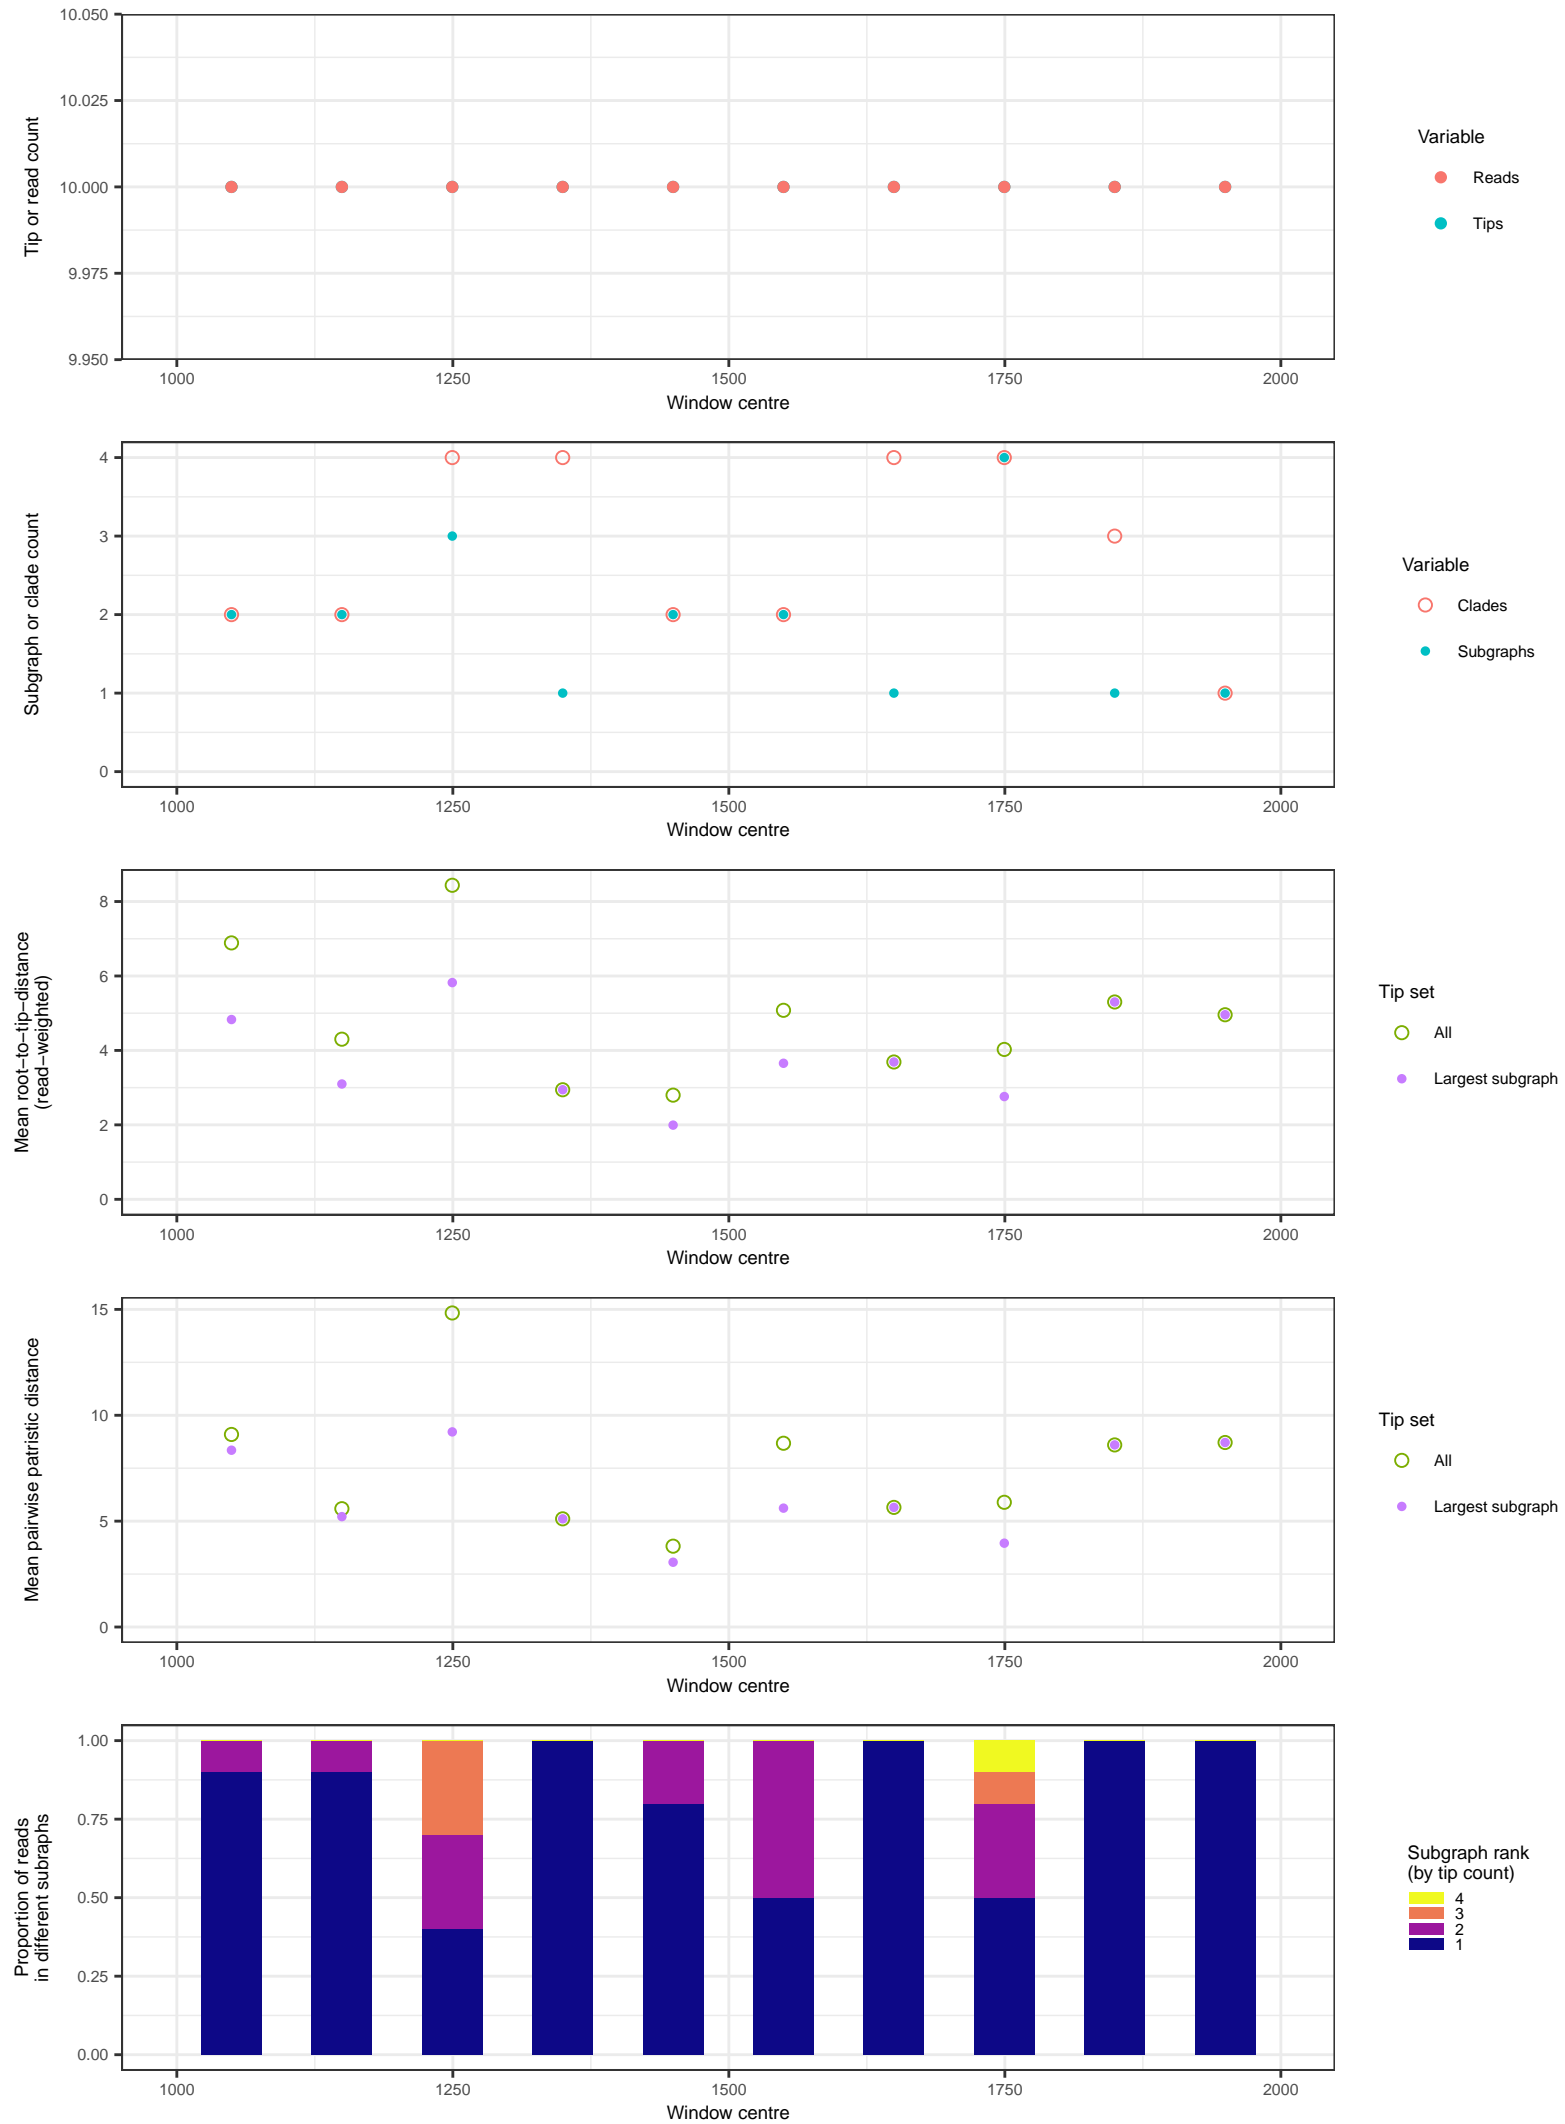 10.050
10.025
10.000
9.975
9.950
Tip or read count
1000 1250 1500 1750 2000
Window centre
Variable
Reads
Tips
4
3
2
1
0
Subgraph or clade count
1000 1250 1500 1750 2000
Window centre
Variable
Clades
Subgraphs
8
6
4
2
0
Mean root−to−tip−distance
(read−weighted)
1000 1250 1500 1750 2000
Window centre
Tip set
All
Largest subgraph
15
10
5
0
Mean pairwise patristic distance
1000 1250 1500 1750 2000
Window centre
Tip set
All
Largest subgraph
1.00
0.75
0.50
0.25
0.00
Proportion of reads
in different subraphs
1000 1250 1500 1750 2000
Window centre
Subgraph rank
(by tip count)
4
3
2
1